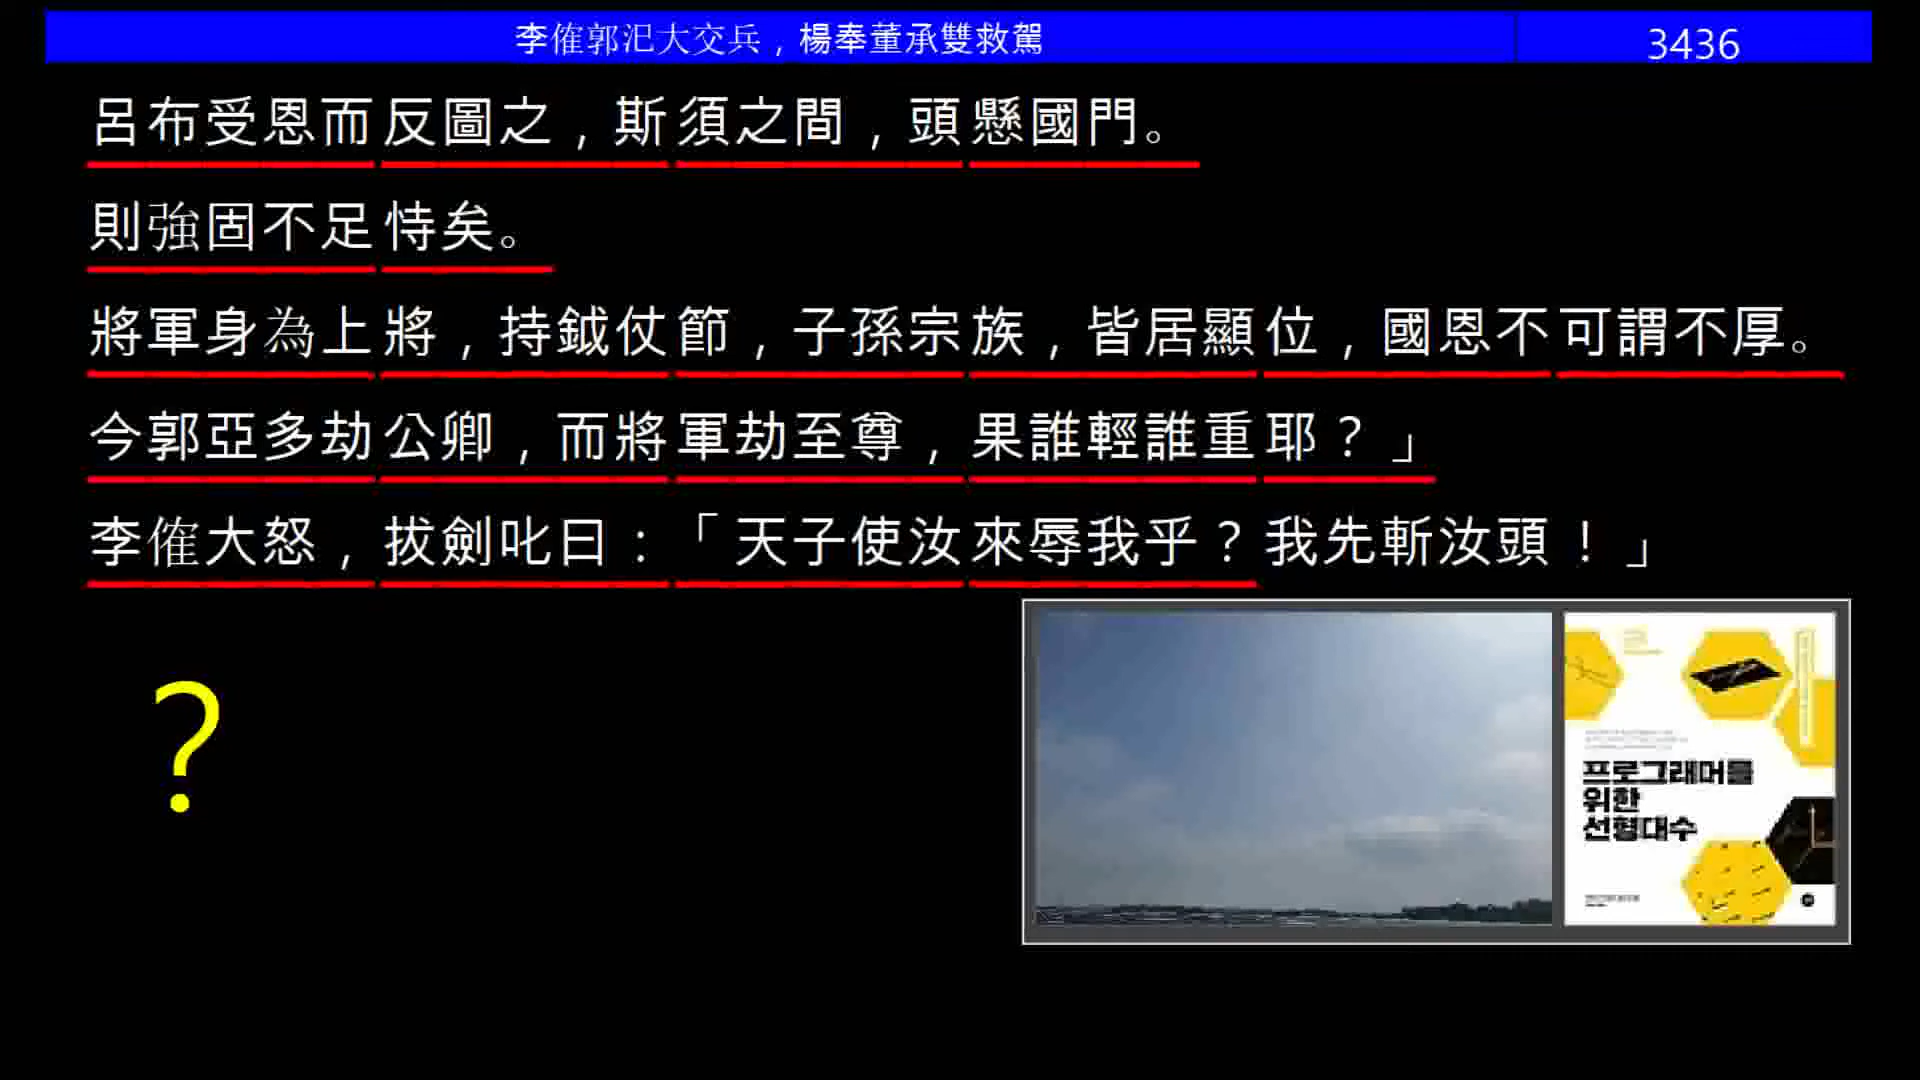 李傕郭汜大交兵，楊奉董承雙救駕
3436
呂布受恩而反圖之，斯須之間，頭懸國門。
則強固不足恃矣。
將軍身為上將，持鉞仗節，子孫宗族，皆居顯位，國恩不可謂不厚。
今郭亞多劫公卿，而將軍劫至尊，果誰輕誰重耶？」
李傕大怒，拔劍叱曰：「天子使汝來辱我乎？我先斬汝頭！」
?
프로그래머를
위한
선형대수